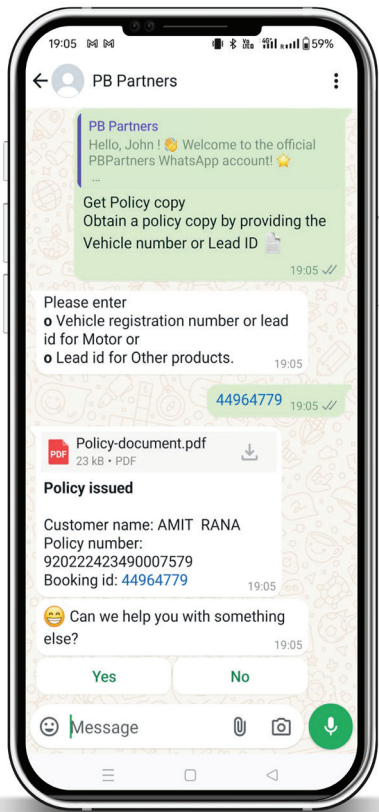 19:05
59%
PB Partners
PB Partners
Hello, John ! 👋 Welcome to the official
PBPartners WhatsApp account! ⭐
...
Get Policy copy
Obtain a policy copy by providing the
Vehicle number or Lead ID 📄
19:05
Please enter
o Vehicle registration number or lead
id for Motor or
o Lead id for Other products.
19:05
44964779
19:05
PDF
Policy-document.pdf
23 kB • PDF
Policy issued
Customer name: AMIT RANA
Policy number:
920222423490007579
Booking id: 44964779
19:05
😁 Can we help you with something
else?
19:05
Yes
No
Message